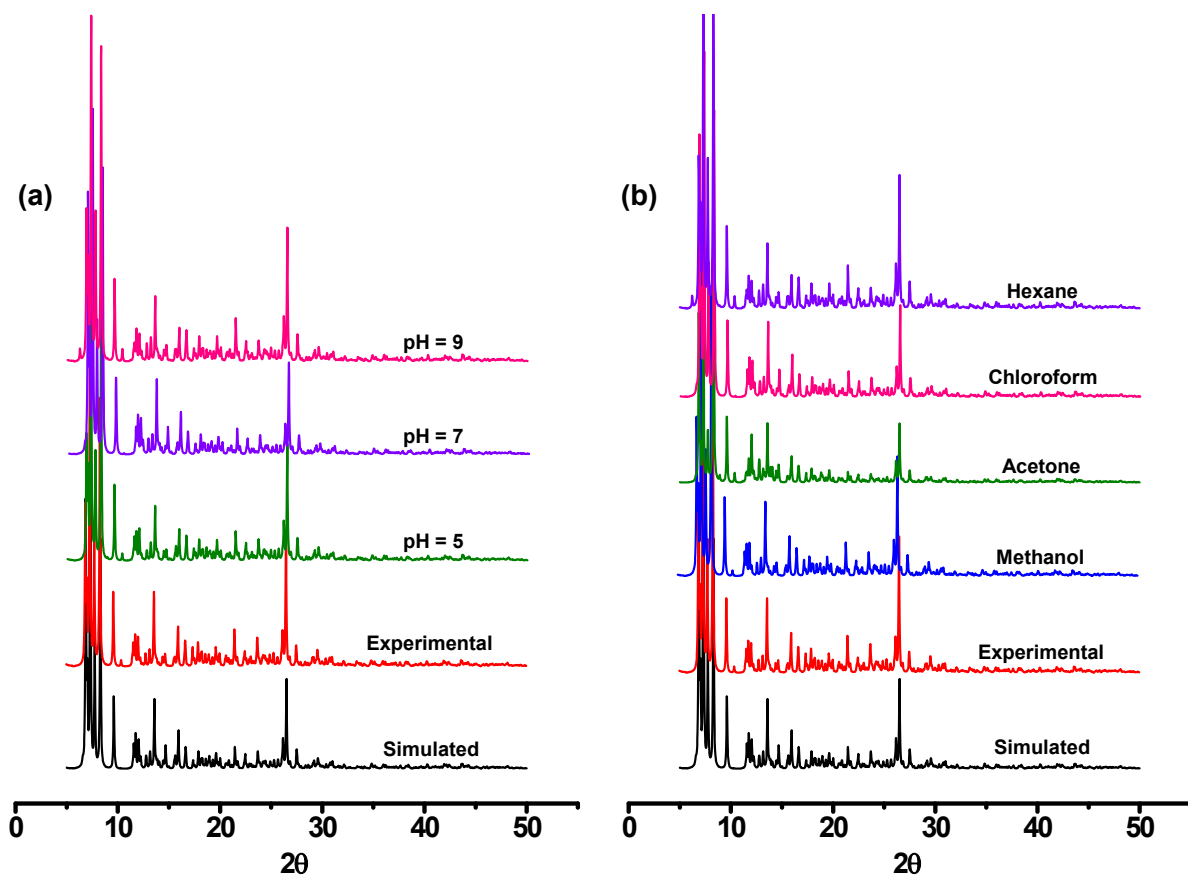 (a)
pH = 9
pH = 7
pH = 5
Experimental
Simulated
0 10 20 30 40 50
2θ
(b)
Hexane
Chloroform
Acetone
Methanol
Experimental
Simulated
0 10 20 30 40 50
2θ